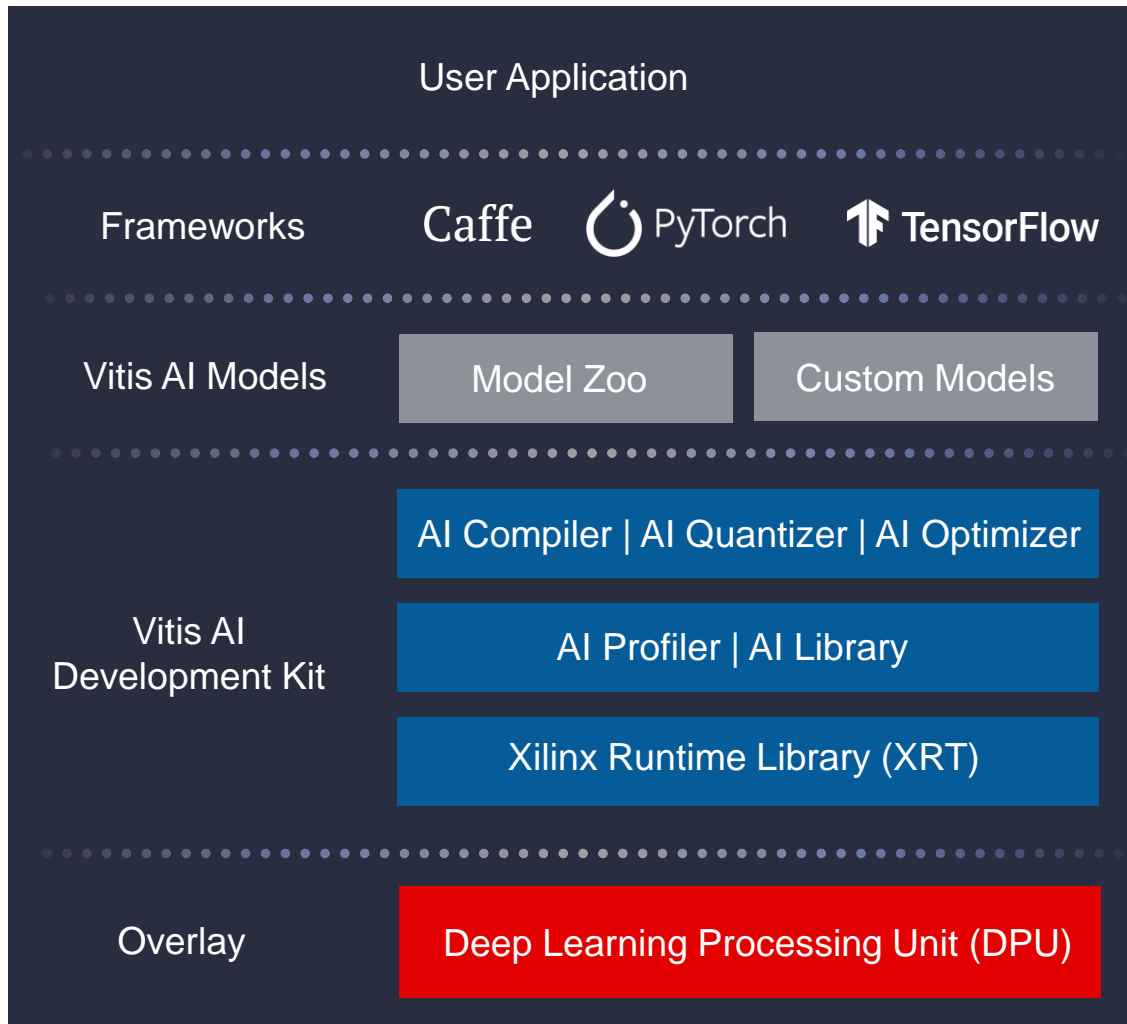 User Application
Frameworks
Caffe
PyTorch
TensorFlow
Vitis AI Models
Model Zoo
Custom Models
Vitis AI
Development Kit
AI Compiler | AI Quantizer | AI Optimizer
AI Profiler | AI Library
Xilinx Runtime Library (XRT)
Overlay
Deep Learning Processing Unit (DPU)